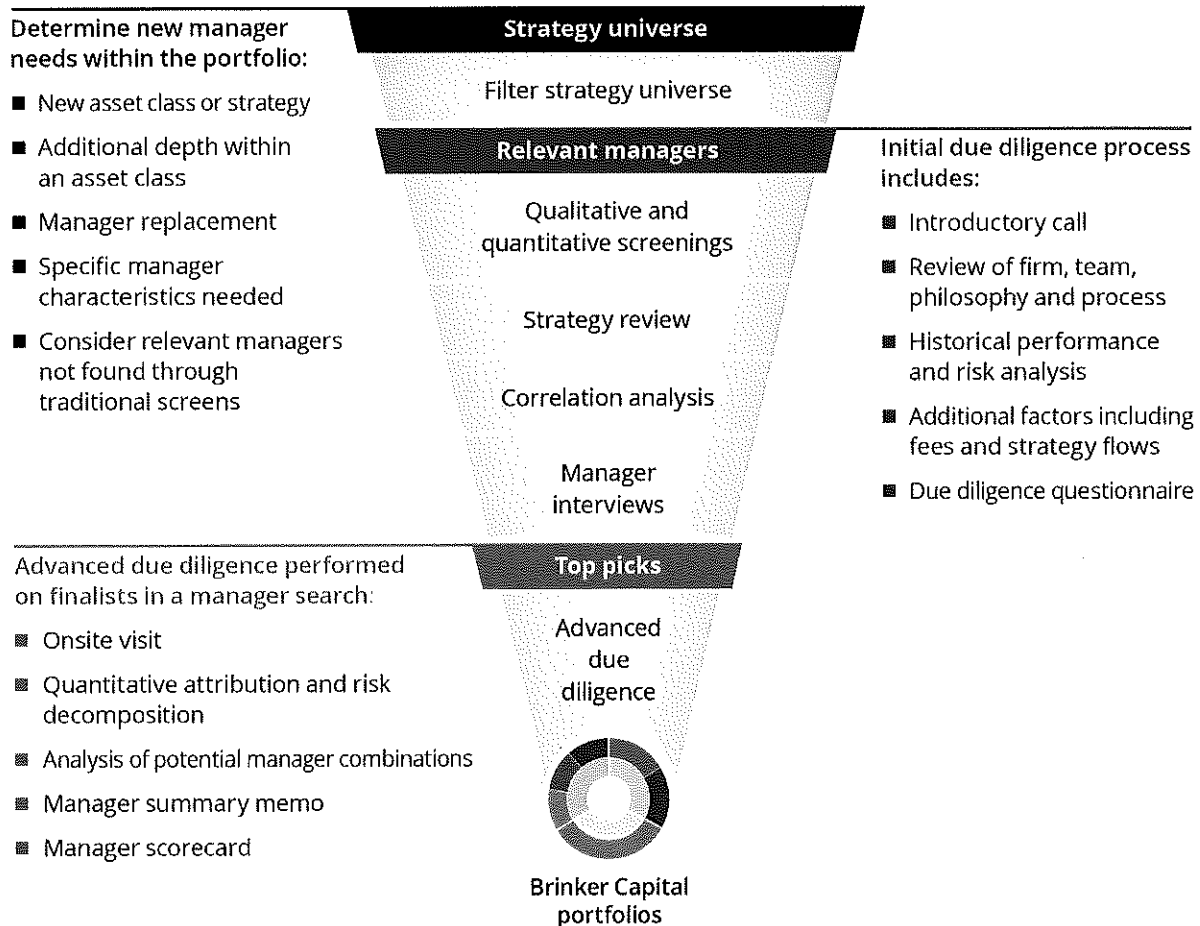 Determine new manager
needs within the portfolio:
■ New asset class or strategy
■ Additional depth within
an asset class
■ Manager replacement
■ Specific manager
characteristics needed
■ Consider relevant managers
not found through
traditional screens
Strategy universe
Filter strategy universe
Relevant managers
Qualitative and
quantitative screenings
Strategy review
Correlation analysis
Manager
interviews
Initial due diligence process
includes:
■ Introductory call
■ Review of firm, team,
philosophy and process
■ Historical performance
and risk analysis
■ Additional factors including
fees and strategy flows
■ Due diligence questionnaire
Top picks
Advanced
due
diligence
Advanced due diligence performed
on finalists in a manager search:
■ Onsite visit
■ Quantitative attribution and risk
decomposition
■ Analysis of potential manager combinations
■ Manager summary memo
■ Manager scorecard
Brinker Capital
portfolios